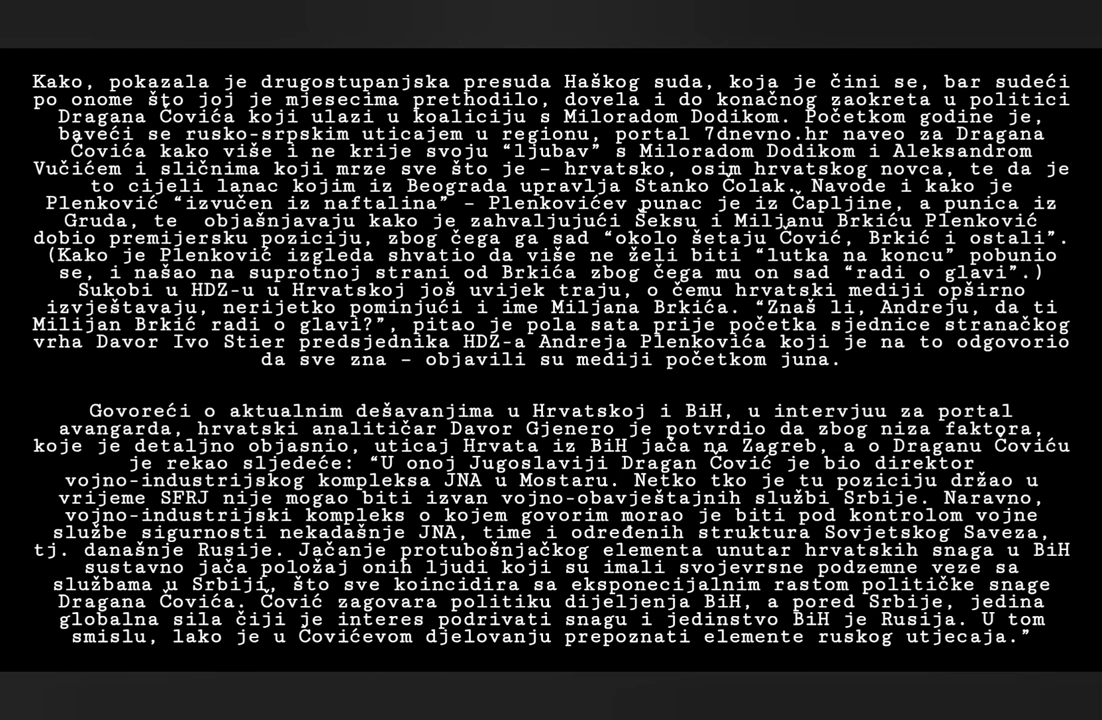 Kako, pokazala je drugostupanjska presuda Haškog suda, koja je čini se, bar sudeći
po onome što joj je mjesecima prethodilo, dovela i do konačnog zaokreta u politici
Dragana Čovića koji ulazi u koaliciju s Miloradom Dodikom. Početkom godine je,
baveći se rusko-srpskim uticajem u regionu, portal 7dnevno.hr naveo za Dragana
Čovića kako više i ne krije svoju “ljubav” s Miloradom Dodikom i Aleksandrom
Vučićem i sličnima koji mrze sve što je – hrvatsko, osim hrvatskog novca, te da je
to cijeli lanac kojim iz Beograda upravlja Stanko Čolak. Navode i kako je
Plenković “izvučen iz naftalina” – Plenkovićev punac je iz Čapljine, a punica iz
Gruda, te objašnjavaju kako je zahvaljujući Šeksu i Miljanu Brkiću Plenković
dobio premijersku poziciju, zbog čega ga sad “okolo šetaju Čović, Brkić i ostali”.
(Kako je Plenković izgleda shvatio da više ne želi biti “lutka na koncu” pobunio
se, i našao na suprotnoj strani od Brkića zbog čega mu on sad “radi o glavi”.)
Sukobi u HDZ-u u Hrvatskoj još uvijek traju, o čemu hrvatski mediji opširno
izvještavaju, nerijetko pominjući i ime Miljana Brkića. “Znaš li, Andreju, da ti
Milijan Brkić radi o glavi?”, pitao je pola sata prije početka sjednice stranačkog
vrha Davor Ivo Stier predsjednika HDZ-a Andreja Plenkovića koji je na to odgovorio
da sve zna – objavili su mediji početkom juna.
Govoreći o aktualnim dešavanjima u Hrvatskoj i BiH, u intervjuu za portal
avangarda, hrvatski analitičar Davor Gjenero je potvrdio da zbog niza faktora,
koje je detaljno objasnio, uticaj Hrvata iz BiH jača na Zagreb, a o Draganu Čoviću
je rekao sljedeće: “U onoj Jugoslaviji Dragan Čović je bio direktor
vojno-industrijskog kompleksa JNA u Mostaru. Netko tko je tu poziciju držao u
vrijeme SFRJ nije mogao biti izvan vojno-obavještajnih službi Srbije. Naravno,
vojno-industrijski kompleks o kojem govorim morao je biti pod kontrolom vojne
službe sigurnosti nekadašnje JNA, time i određenih struktura Sovjetskog Saveza,
tj. današnje Rusije. Jačanje protubošnjačkog elementa unutar hrvatskih snaga u BiH
sustavno jača položaj onih ljudi koji su imali svojevrsne podzemne veze sa
službama u Srbiji, što sve koincidira sa eksponecijalnim rastom političke snage
Dragana Čovića. Čović zagovara politiku dijeljenja BiH, a pored Srbije, jedina
globalna sila čiji je interes podrivati snagu i jedinstvo BiH je Rusija. U tom
smislu, lako je u Čovićevom djelovanju prepoznati elemente ruskog utjecaja.”